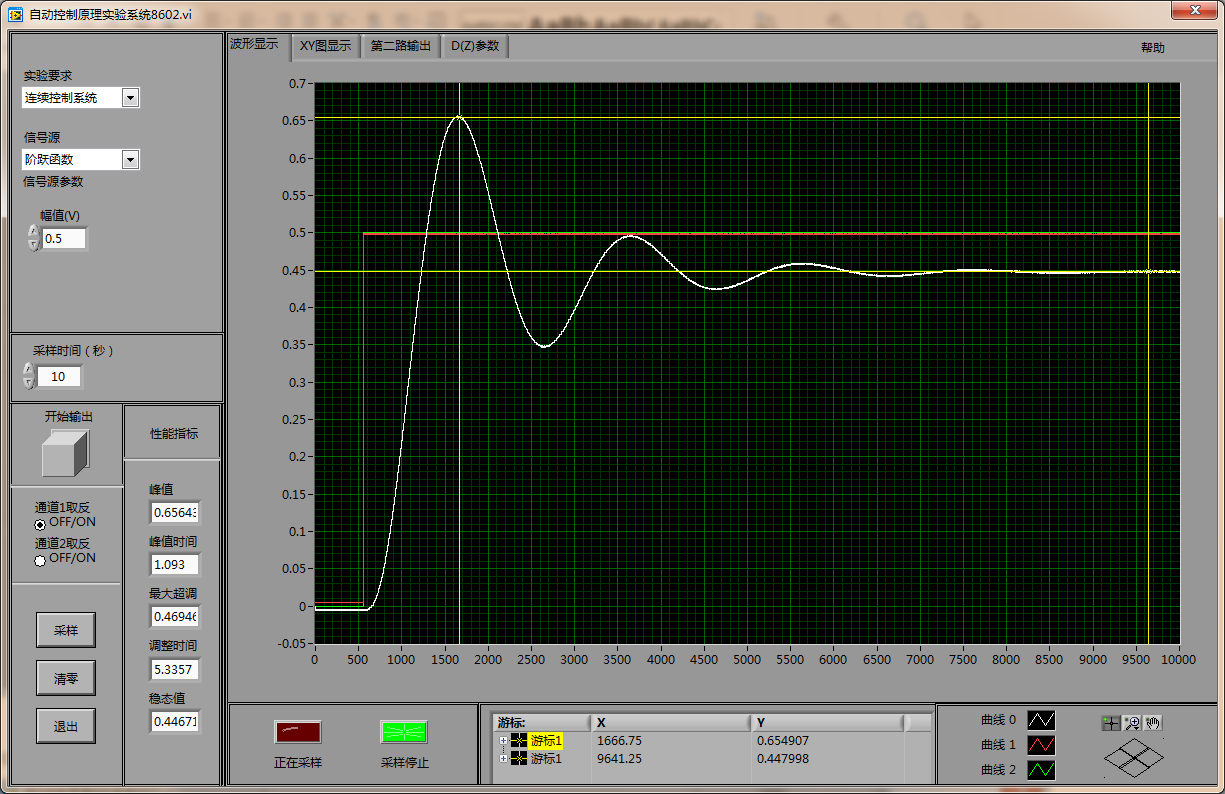 自动控制原理实验系统8602.vi
波形显示 XY图显示 第二路输出 D(Z)参数 帮助
实验要求
连续控制系统
信号源
阶跃函数
信号源参数
幅值(V)
0.5
采样时间（秒）
10
开始输出
通道1取反
OFF/ON
通道2取反
OFF/ON
采样
清零
退出
性能指标
峰值
0.6564
峰值时间
1.093
最大超调
0.4694
调整时间
5.3357
稳态值
0.44671
0.7
0.65
0.6
0.55
0.5
0.45
0.4
0.35
0.3
0.25
0.2
0.15
0.1
0.05
0
-0.05
0 500 1000 1500 2000 2500 3000 3500 4000 4500 5000 5500 6000 6500 7000 7500 8000 8500 9000 9500 10000
正在采样 采样停止
游标: X Y
游标1 1666.75 0.654907
游标1 9641.25 0.447998
曲线 0
曲线 1
曲线 2